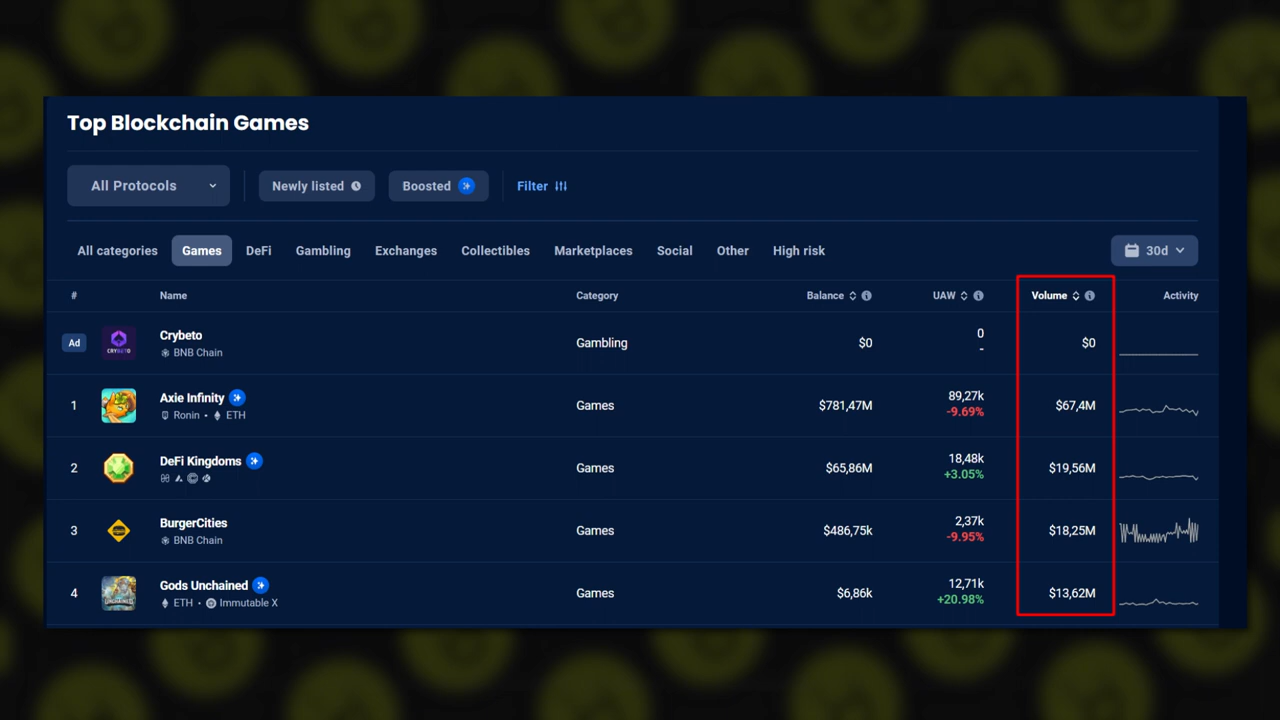 Top Blockchain Games
All Protocols Newly listed Boosted Filter
All categories Games DeFi Gambling Exchanges Collectibles Marketplaces Social Other High risk 30d
# Name Category Balance UAW Volume Activity
Ad CRYBETO Crybeto Gambling $0 0 $0
BNB Chain -
1 Axie Infinity Games $781,47M 89,27k $67,4M
Ronin • ETH -9.69%
2 DeFi Kingdoms Games $65,86M 18,48k $19,56M
+3.05%
3 BurgerCities Games $486,75k 2,37k $18,25M
BNB Chain -9.95%
4 Gods Unchained Games $6,86k 12,71k $13,62M
ETH • Immutable X +20.98%